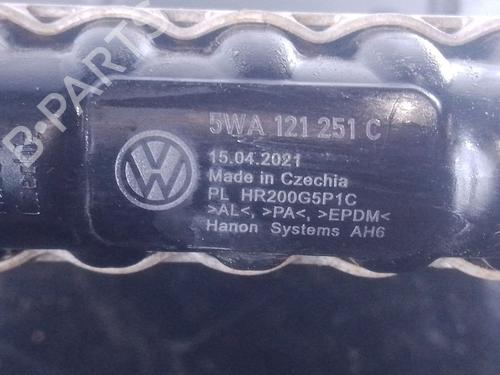 5WA 121 251 C
15.04.2021
Made in Czechia
PL HR200G5P1C
>AL<, >PA<, >EPDM<
Hanon Systems AH6
B-PARTS